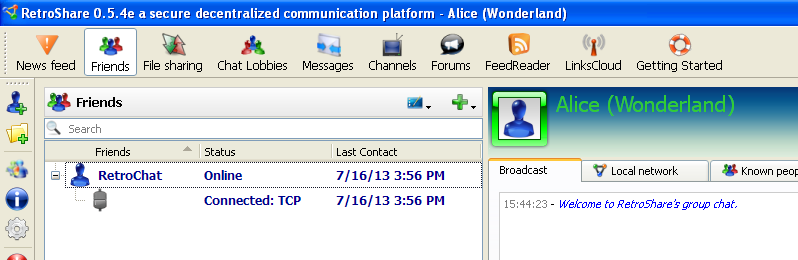 RetroShare 0.5.4e a secure decentralized communication platform - Alice (Wonderland)
News feed Friends File sharing Chat Lobbies Messages Channels Forums FeedReader LinksCloud Getting Started
Friends
Search
Friends Status Last Contact
RetroChat Online 7/16/13 3:56 PM
Connected: TCP 7/16/13 3:56 PM
Alice (Wonderland)
Broadcast Local network Known peop
15:44:23 - Welcome to RetroShare's group chat.